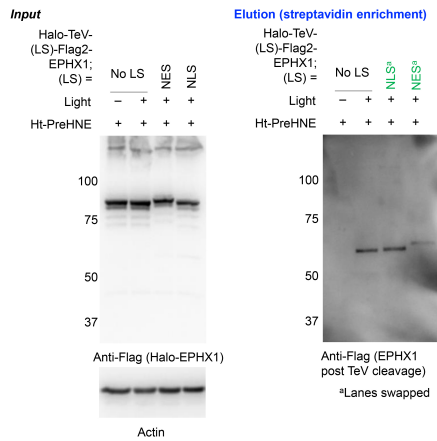 Input
Halo-TeV-
(LS)-Flag2-
EPHX1;
(LS) =
No LS
NES
NLS
Light – + + +
Ht-PreHNE + + + +
100
75
50
37
Anti-Flag (Halo-EPHX1)
Actin
Elution (streptavidin enrichment)
Halo-TeV-
(LS)-Flag2-
EPHX1;
(LS) =
No LS
NLSa
NESa
Light – + + +
Ht-PreHNE + + + +
100
75
50
37
Anti-Flag (EPHX1
post TeV cleavage)
aLanes swapped